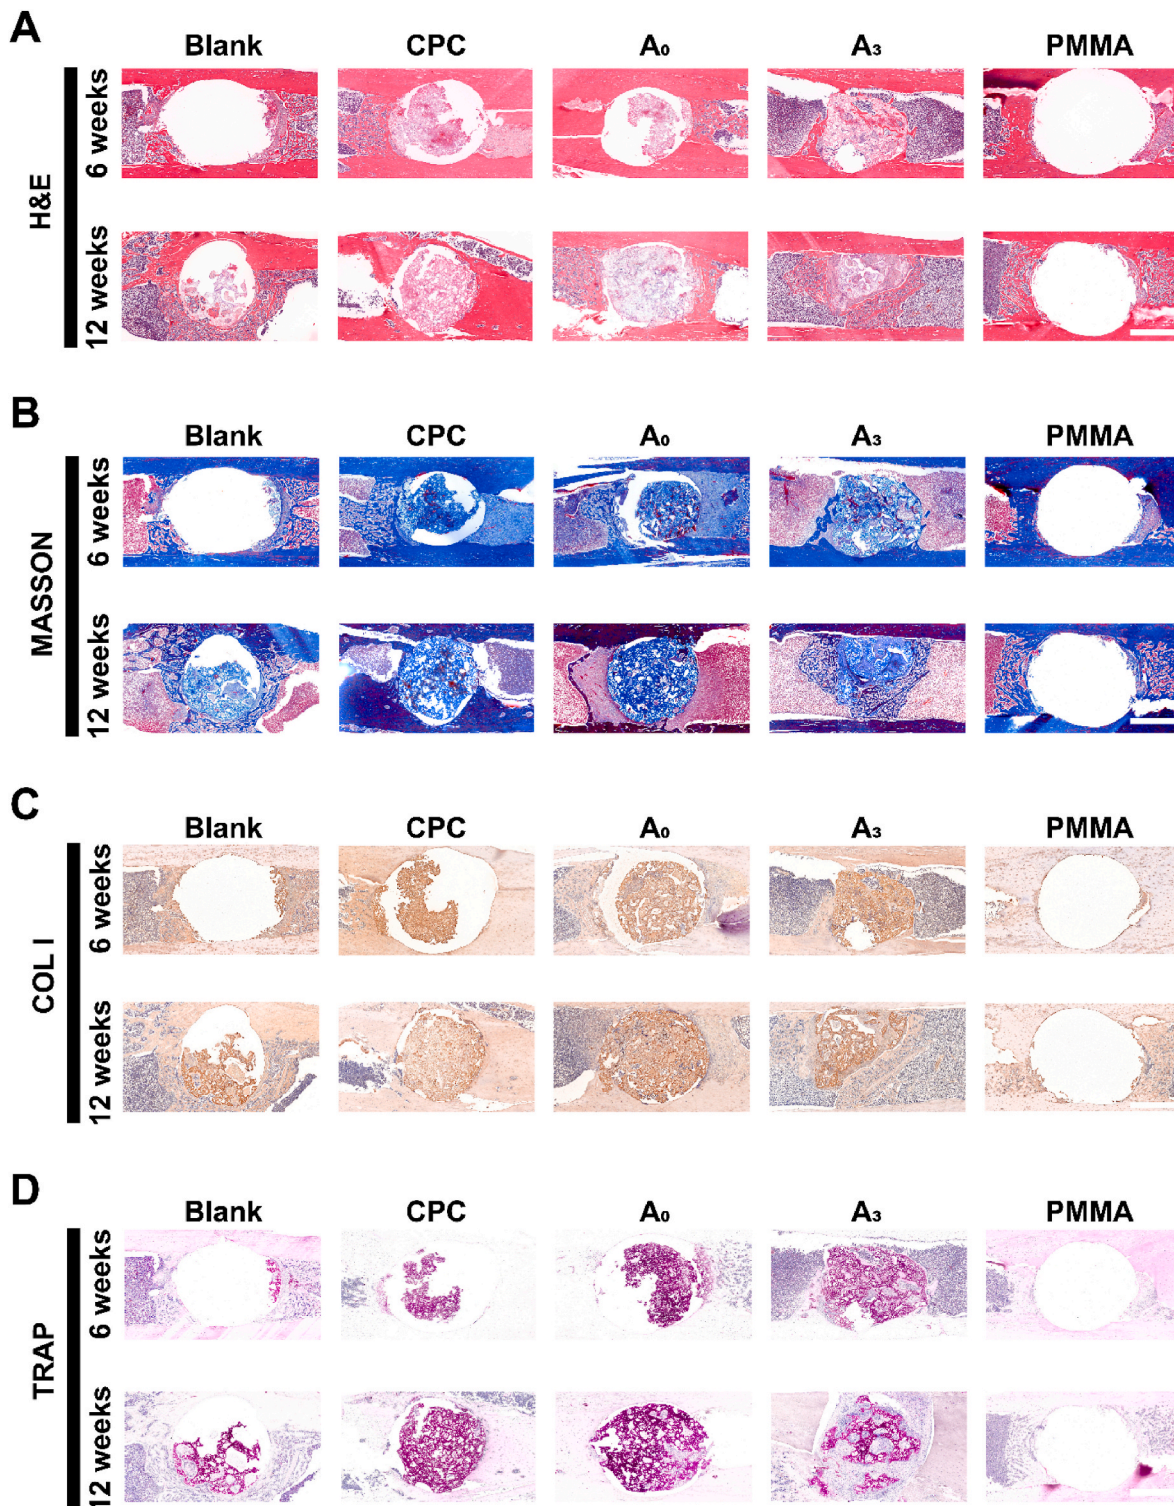 A
Blank CPC A₀ A₃ PMMA
H&E
6 weeks
12 weeks
B
Blank CPC A₀ A₃ PMMA
MASSON
6 weeks
12 weeks
C
Blank CPC A₀ A₃ PMMA
COL I
6 weeks
12 weeks
D
Blank CPC A₀ A₃ PMMA
TRAP
6 weeks
12 weeks